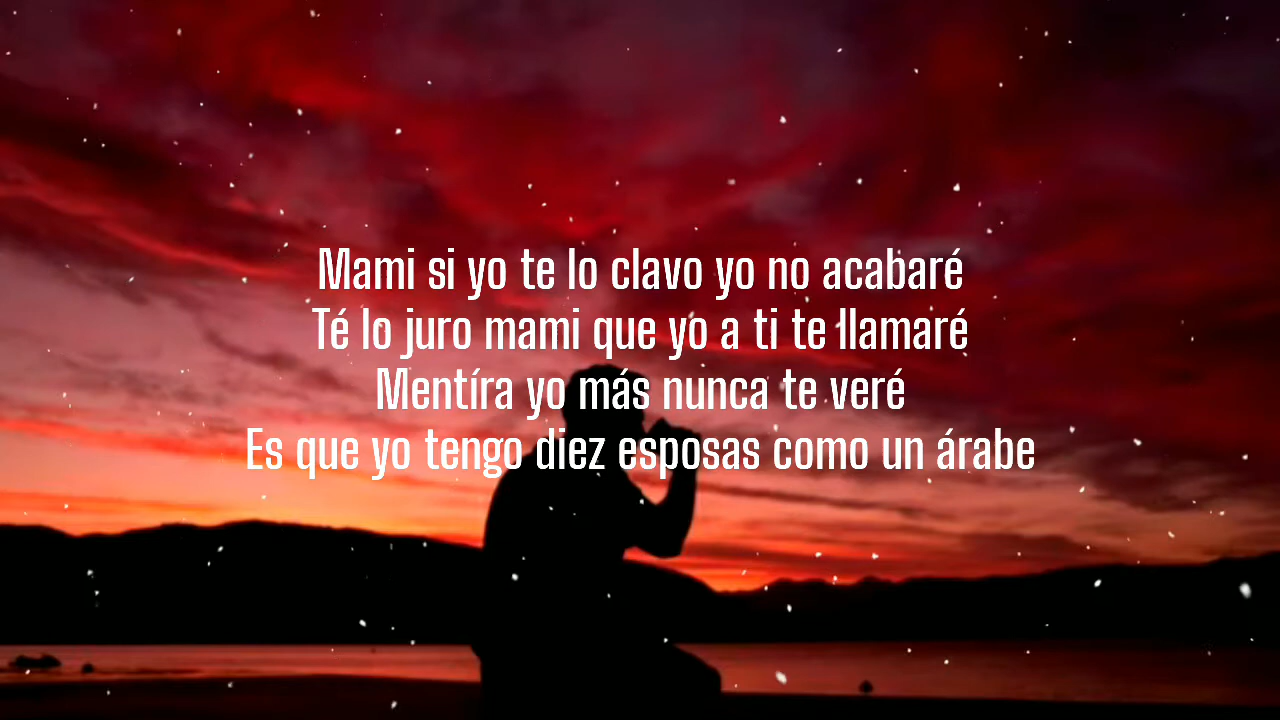 Mami si yo te lo clavo yo no acabaré
Té lo juro mami que yo a ti te llamaré
Mentíra yo más nunca te veré
Es que yo tengo diez esposas como un árabe